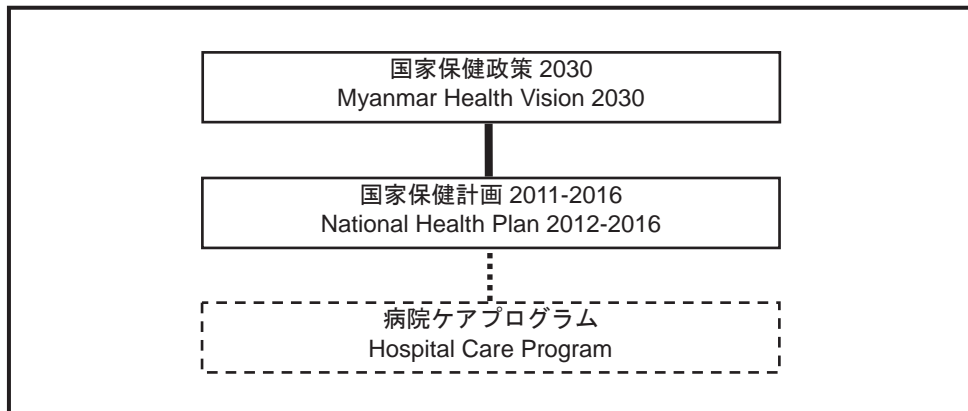 国家保健政策 2030
Myanmar Health Vision 2030
国家保健計画 2011-2016
National Health Plan 2012-2016
病院ケアプログラム
Hospital Care Program